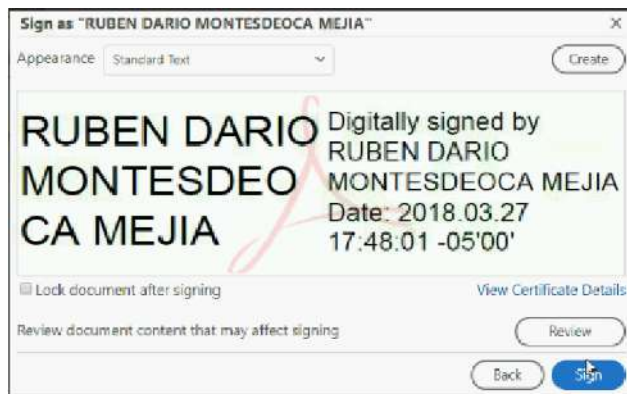 Sign as "RUBEN DARIO MONTESDEOCA MEJIA"
Appearance Standard Text Create
RUBEN DARIO
MONTESDEO
CA MEJIA
Digitally signed by
RUBEN DARIO
MONTESDEOCA MEJIA
Date: 2018.03.27
17:48:01 -05'00'
Lock document after signing View Certificate Details
Review document content that may affect signing Review
Back Sign